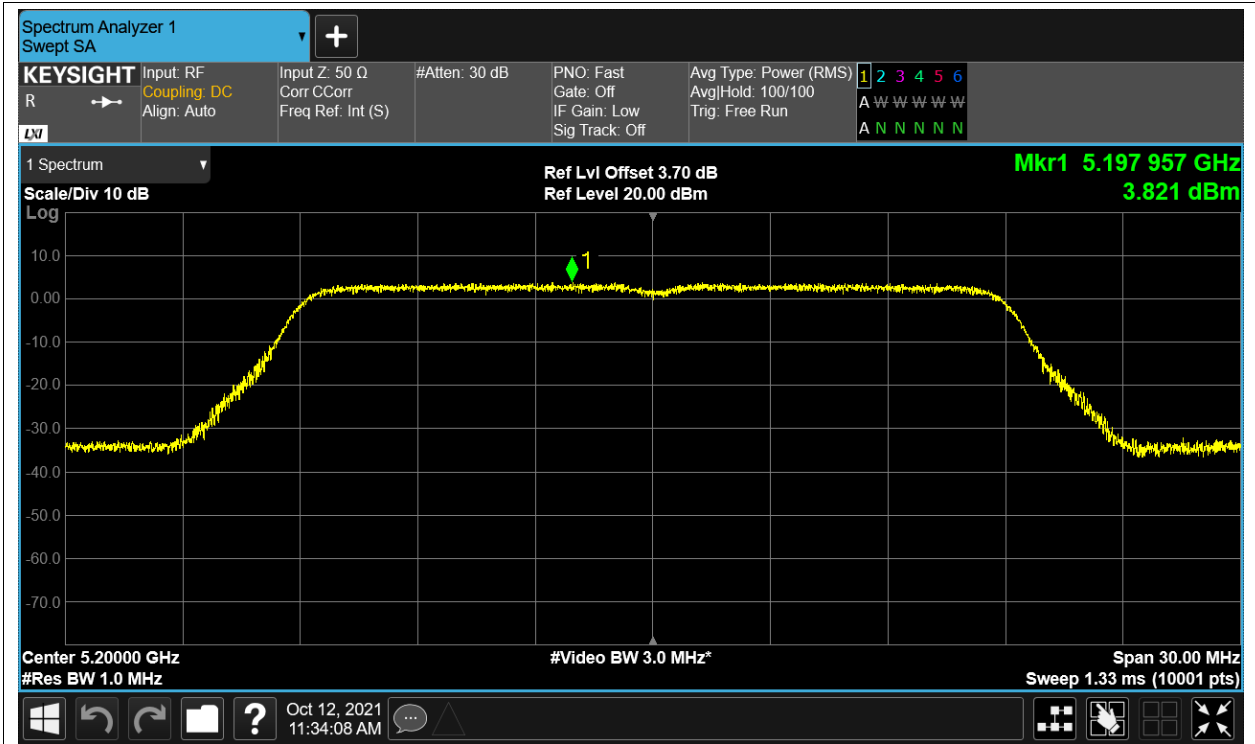 Spectrum Analyzer 1
Swept SA
KEYSIGHT
R
LXI
Input: RF
Coupling: DC
Align: Auto
Input Z: 50 Ω
Corr CCorr
Freq Ref: Int (S)
#Atten: 30 dB
PNO: Fast
Gate: Off
IF Gain: Low
Sig Track: Off
Avg Type: Power (RMS)
Avg|Hold: 100/100
Trig: Free Run
1 2 3 4 5 6
A W W W W W
A N N N N N
1 Spectrum
Scale/Div 10 dB
Ref Lvl Offset 3.70 dB
Ref Level 20.00 dBm
Mkr1 5.197 957 GHz
3.821 dBm
Log
10.0
0.00
-10.0
-20.0
-30.0
-40.0
-50.0
-60.0
-70.0
1
Center 5.20000 GHz
#Res BW 1.0 MHz
#Video BW 3.0 MHz*
Span 30.00 MHz
Sweep 1.33 ms (10001 pts)
?
Oct 12, 2021
11:34:08 AM